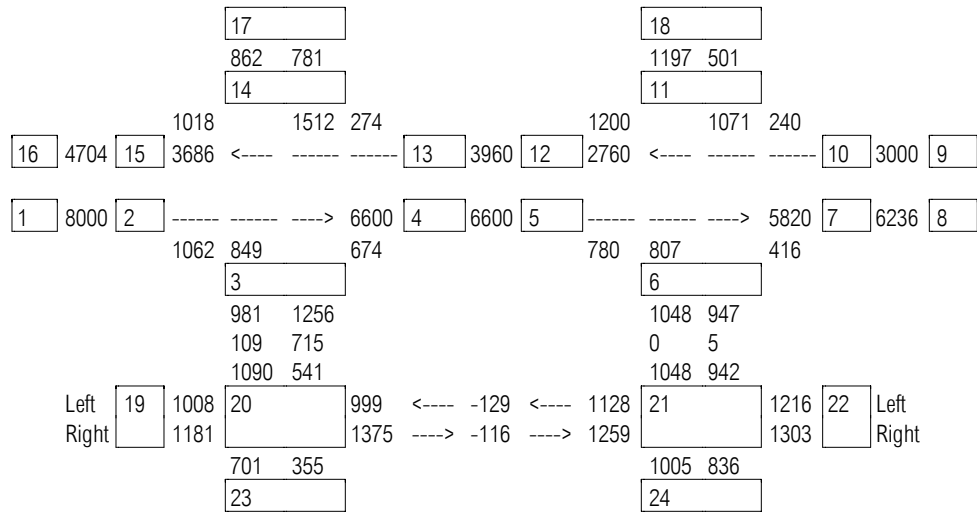 17 18
862 781 1197 501
14 11
1018 1512 274 1200 1071 240
16 4704 15 3686 <---- ------ ------ 13 3960 12 2760 <---- ------ ------ 10 3000 9
1 8000 2 ------ ------ ----> 6600 4 6600 5 ------ ------ ----> 5820 7 6236 8
1062 849 674 780 807 416
3 6
981 1256 1048 947
109 715 0 5
1090 541 1048 942
Left 19 1008 20 999 <---- -129 <---- 1128 21 1216 22 Left
Right 1181 1375 ----> -116 ----> 1259 1303 Right
701 355 1005 836
23 24